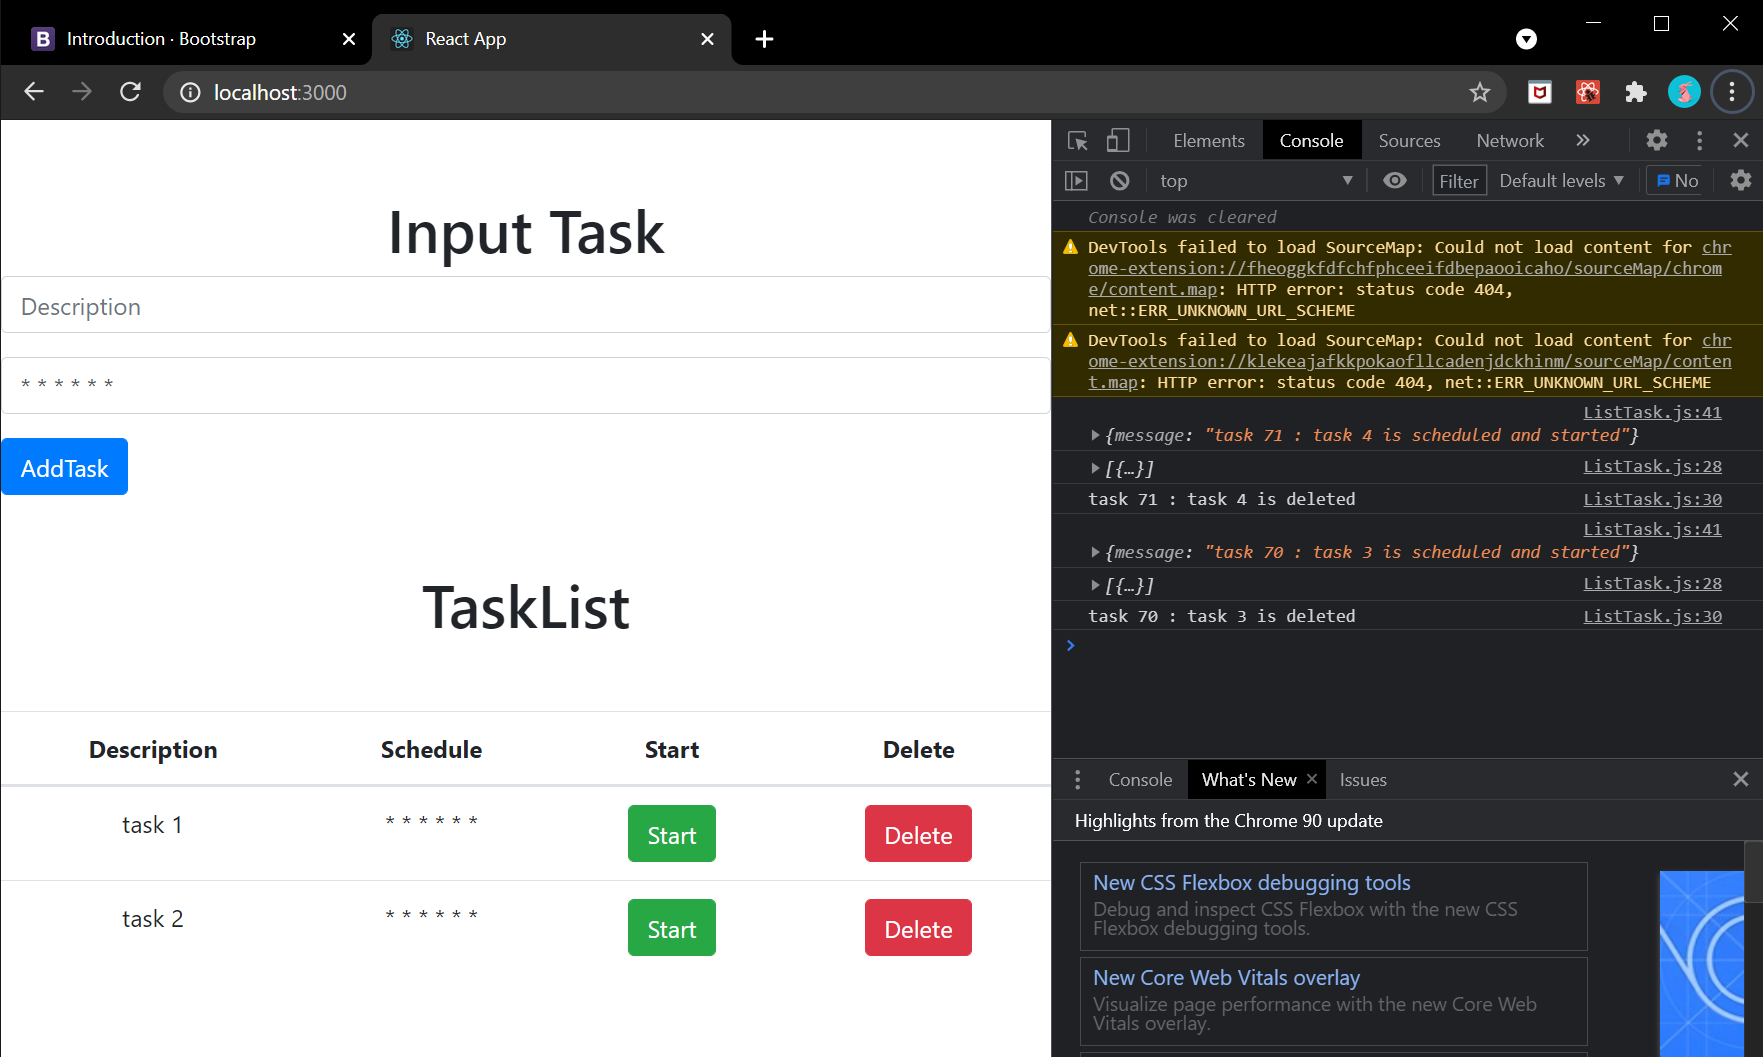 Introduction · Bootstrap
React App
localhost:3000
Input Task
Description
* * * * * *
AddTask
TaskList
Description Schedule Start Delete
task 1 * * * * * * Start Delete
task 2 * * * * * * Start Delete
Elements Console Sources Network
top Filter Default levels No
Console was cleared
DevTools failed to load SourceMap: Could not load content for chr
ome-extension://fheoggkfdfchfphceeifdbepaooicaho/sourceMap/chrom
e/content.map: HTTP error: status code 404,
net::ERR_UNKNOWN_URL_SCHEME
DevTools failed to load SourceMap: Could not load content for chr
ome-extension://klekeajafkkpokaofllcadenjdckhinm/sourceMap/conten
t.map: HTTP error: status code 404, net::ERR_UNKNOWN_URL_SCHEME
ListTask.js:41
{message: "task 71 : task 4 is scheduled and started"}
[{…}] ListTask.js:28
task 71 : task 4 is deleted ListTask.js:30
ListTask.js:41
{message: "task 70 : task 3 is scheduled and started"}
[{…}] ListTask.js:28
task 70 : task 3 is deleted ListTask.js:30
Console What's New Issues
Highlights from the Chrome 90 update
New CSS Flexbox debugging tools
Debug and inspect CSS Flexbox with the new CSS
Flexbox debugging tools.
New Core Web Vitals overlay
Visualize page performance with the new Core Web
Vitals overlay.